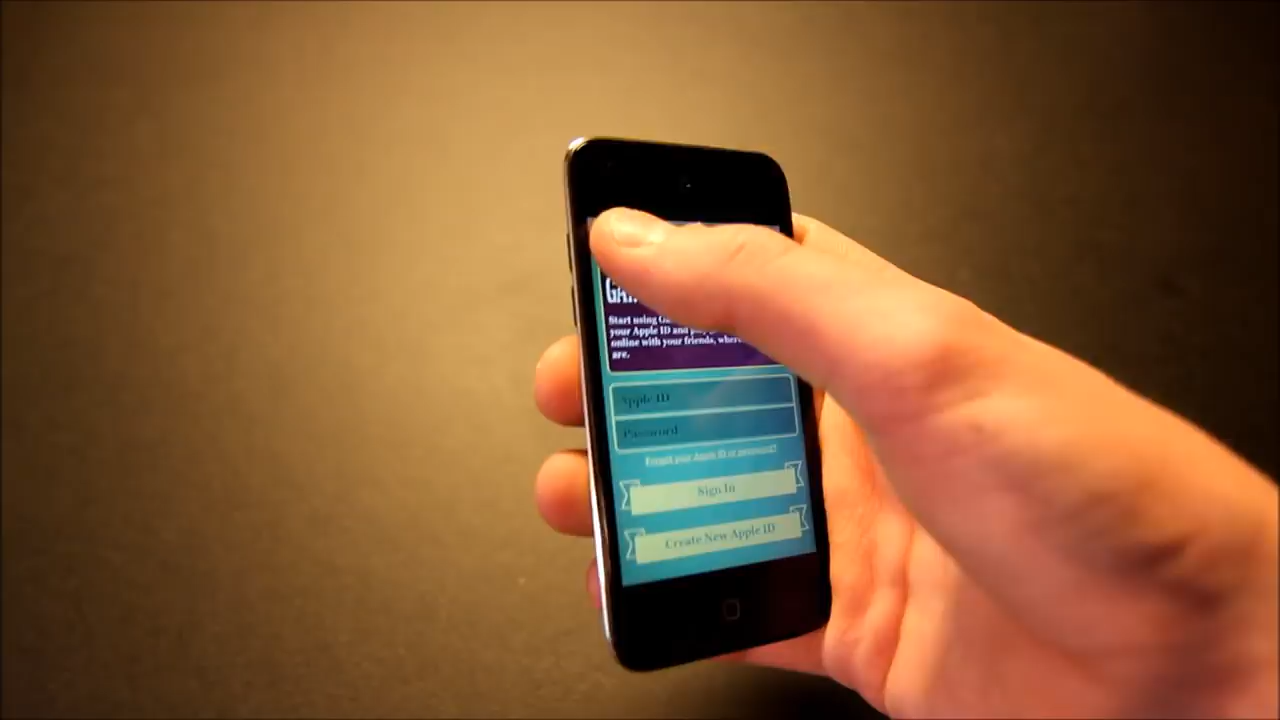 Start using
your Apple ID and
online with your friends,
are.
Apple ID
Password
Forgot your Apple ID or password?
Sign In
Create New Apple ID